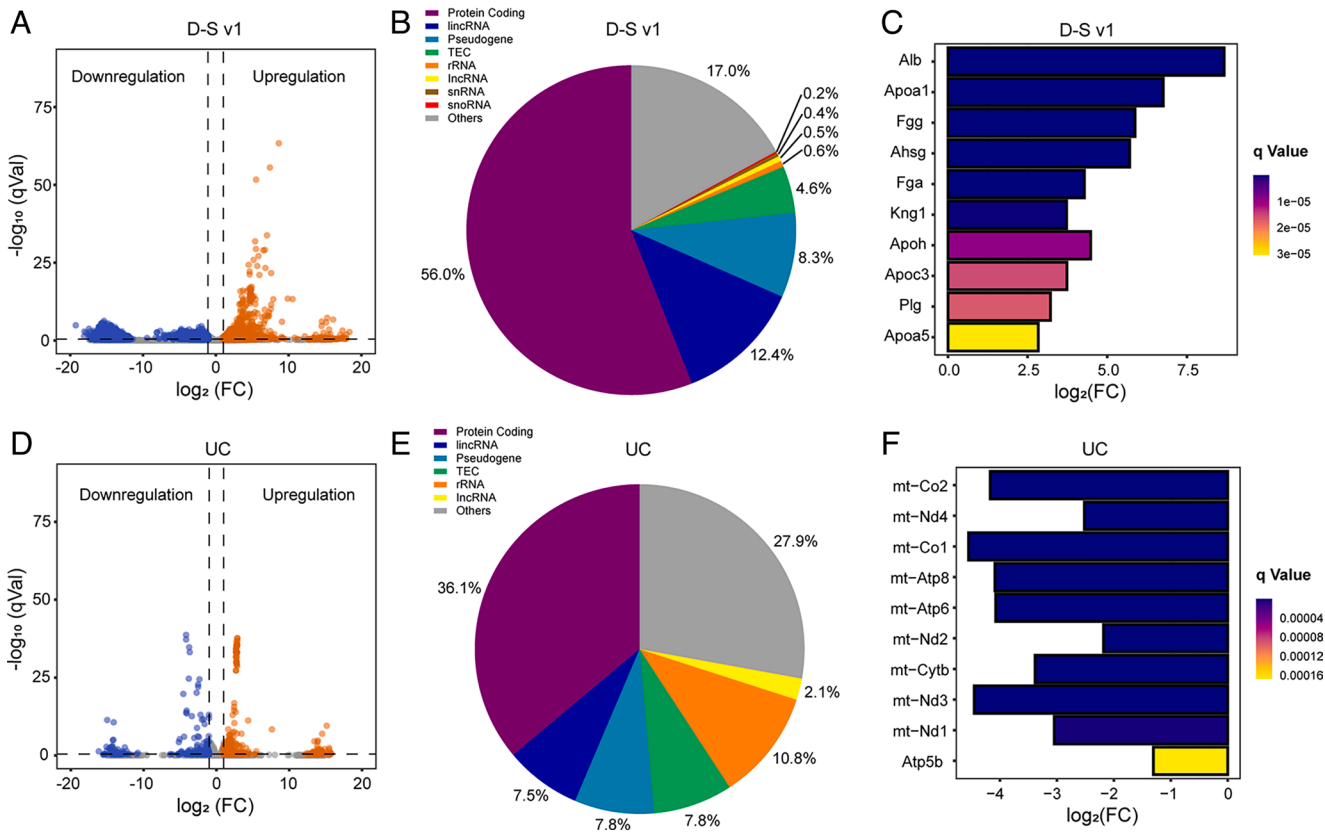 A
D-S v1
Downregulation
Upregulation
75
50
25
0
-20
-10
0
10
20
-log₁₀ (qVal)
log₂ (FC)
B
D-S v1
Protein Coding
lincRNA
Pseudogene
TEC
rRNA
lncRNA
snRNA
snoRNA
Others
17.0%
0.2%
0.4%
0.5%
0.6%
4.6%
8.3%
12.4%
56.0%
C
D-S v1
Alb
Apoa1
Fgg
Ahsg
Fga
Kng1
Apoh
Apoc3
Plg
Apoa5
0.0
2.5
5.0
7.5
log₂(FC)
q Value
1e-05
2e-05
3e-05
D
UC
Downregulation
Upregulation
75
50
25
0
-20
-10
0
10
20
-log₁₀ (qVal)
log₂ (FC)
E
UC
Protein Coding
lincRNA
Pseudogene
TEC
rRNA
lncRNA
Others
27.9%
2.1%
10.8%
7.8%
7.8%
7.5%
36.1%
F
UC
mt−Co2
mt−Nd4
mt−Co1
mt−Atp8
mt−Atp6
mt−Nd2
mt−Cytb
mt−Nd3
mt−Nd1
Atp5b
−4
−3
−2
−1
0
log₂(FC)
q Value
0.00004
0.00008
0.00012
0.00016